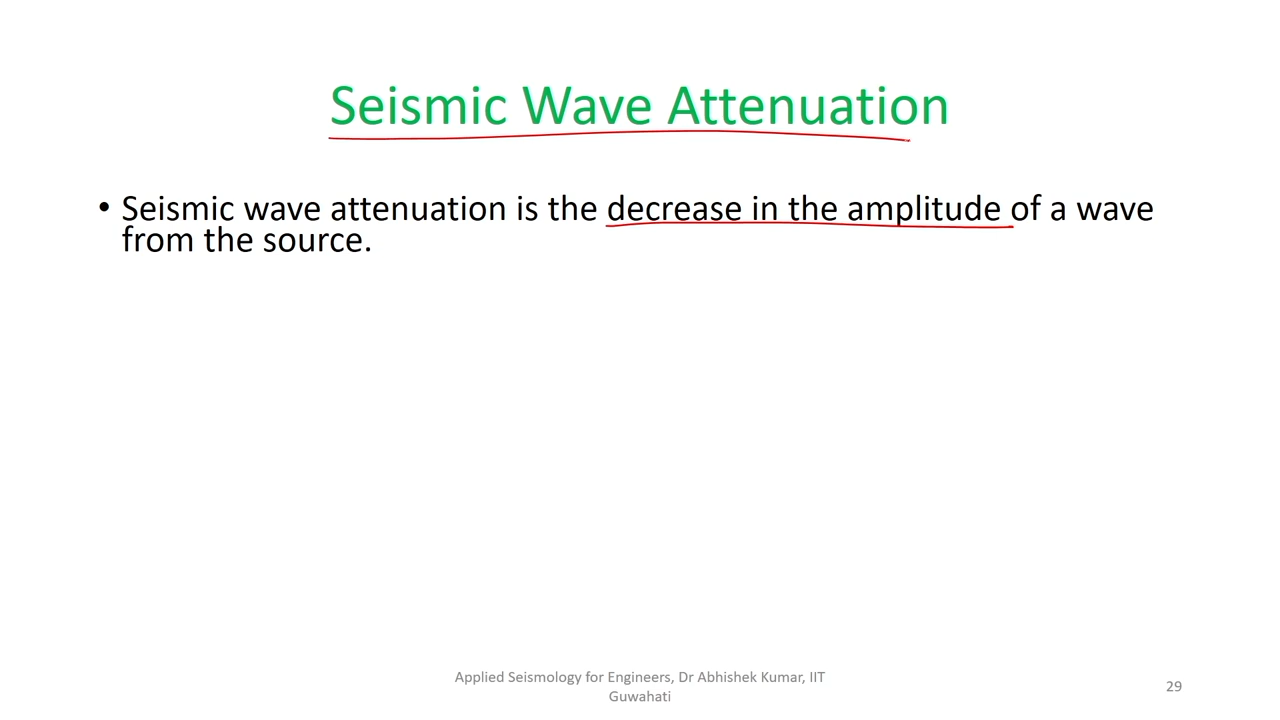 Seismic Wave Attenuation
• Seismic wave attenuation is the decrease in the amplitude of a wave
from the source.
Applied Seismology for Engineers, Dr Abhishek Kumar, IIT
Guwahati
29